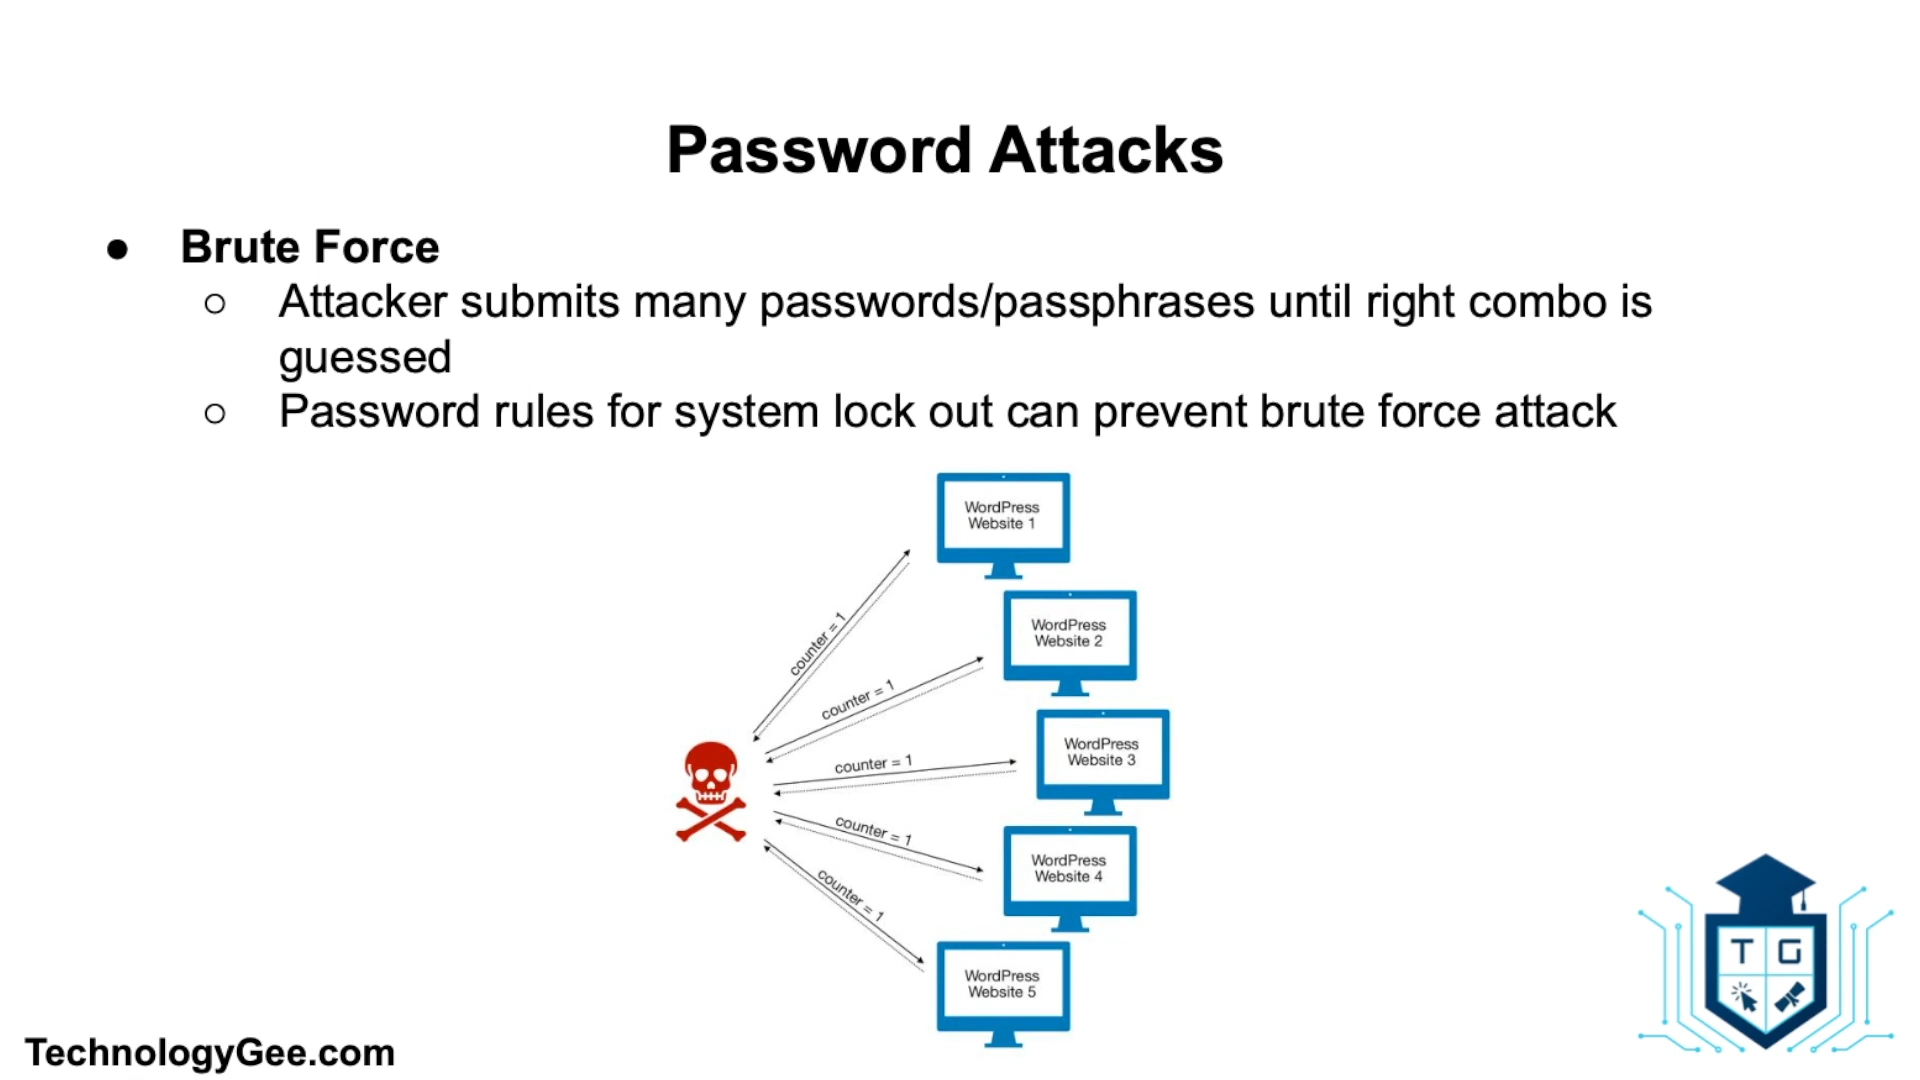 Password Attacks
● Brute Force
○ Attacker submits many passwords/passphrases until right combo is
guessed
○ Password rules for system lock out can prevent brute force attack
WordPress
Website 1
counter = 1
WordPress
Website 2
counter = 1
WordPress
Website 3
counter = 1
WordPress
Website 4
counter = 1
WordPress
Website 5
counter = 1
T G
TechnologyGee.com